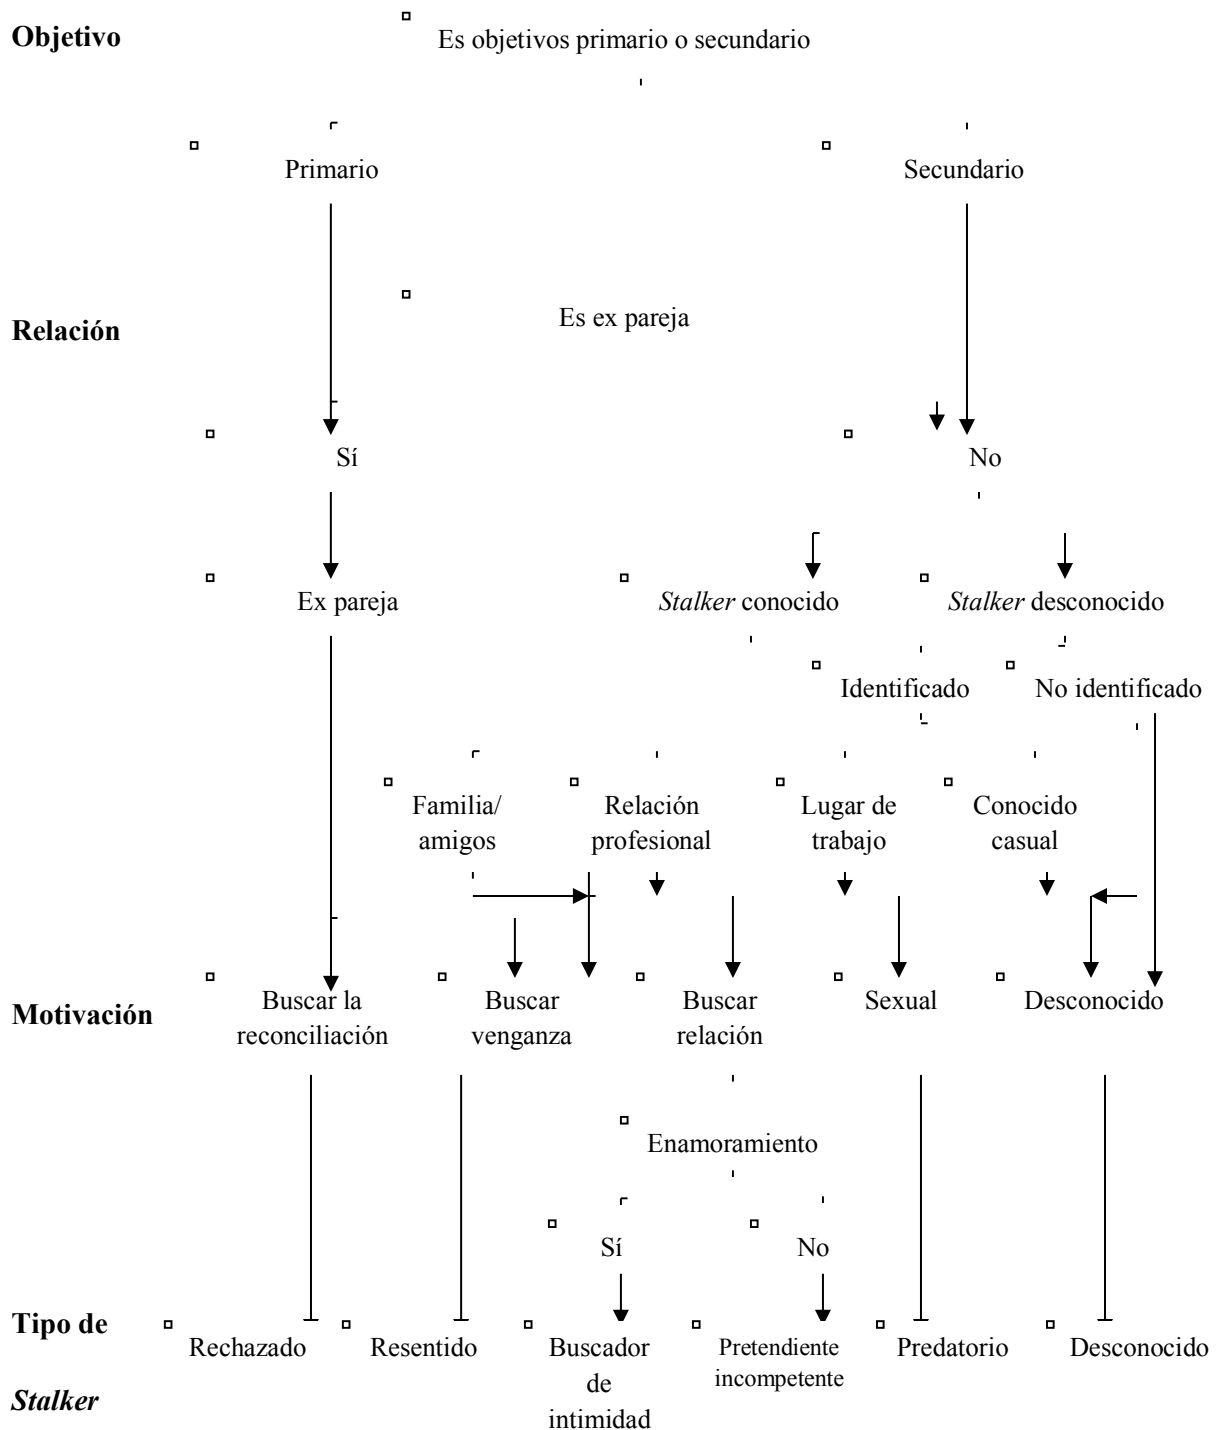 Objetivo
Es objetivos primario o secundario
Primario
Secundario
Relación
Es ex pareja
Sí
No
Ex pareja
Stalker conocido
Stalker desconocido
Identificado
No identificado
Familia/
amigos
Relación
profesional
Lugar de
trabajo
Conocido
casual
Motivación
Buscar la
reconciliación
Buscar
venganza
Buscar
relación
Sexual
Desconocido
Enamoramiento
Sí
No
Tipo de
Stalker
Rechazado
Resentido
Buscador
de
intimidad
Pretendiente
incompetente
Predatorio
Desconocido